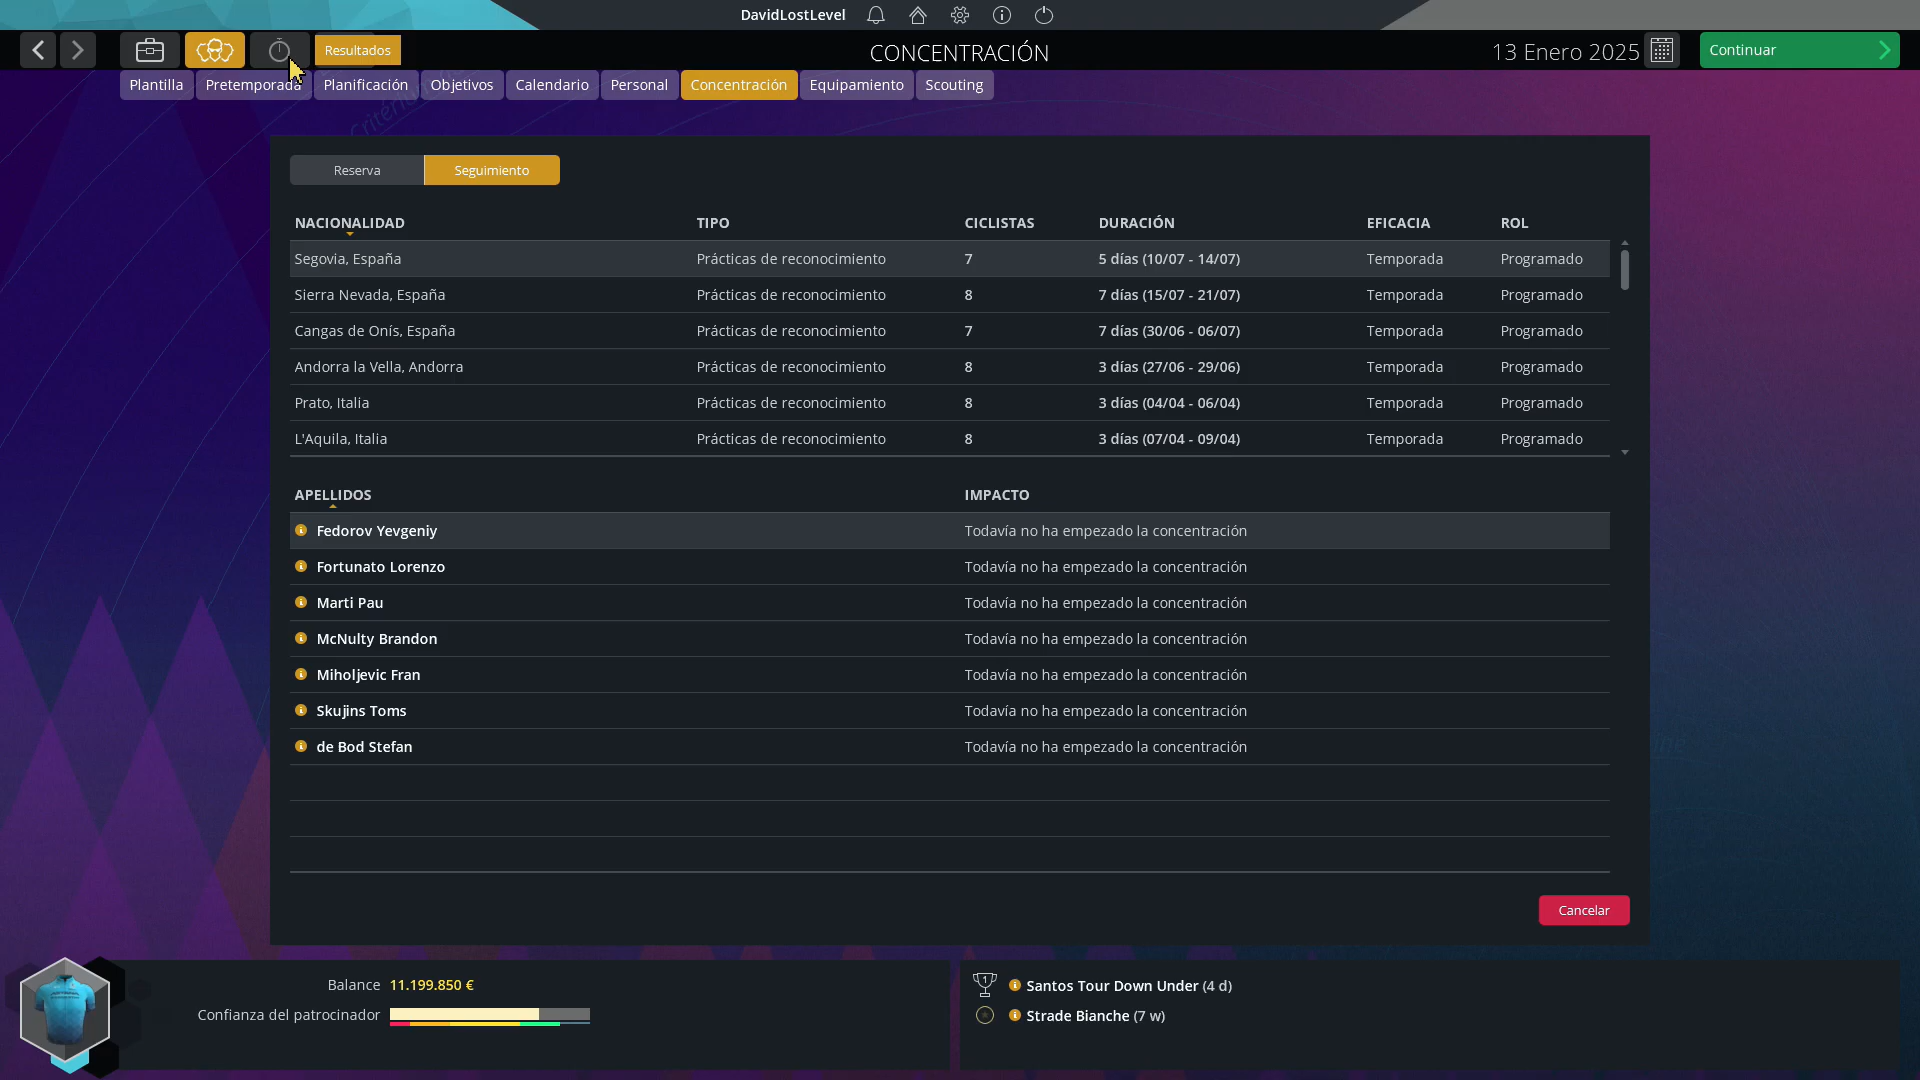 DavidLostLevel
Resultados
CONCENTRACIÓN
13 Enero 2025
Continuar
Plantilla
Pretemporada
Planificación
Objetivos
Calendario
Personal
Concentración
Equipamiento
Scouting
Reserva
Seguimiento
NACIONALIDAD TIPO CICLISTAS DURACIÓN EFICACIA ROL
Segovia, España Prácticas de reconocimiento 7 5 días (10/07 - 14/07) Temporada Programado
Sierra Nevada, España Prácticas de reconocimiento 8 7 días (15/07 - 21/07) Temporada Programado
Cangas de Onís, España Prácticas de reconocimiento 7 7 días (30/06 - 06/07) Temporada Programado
Andorra la Vella, Andorra Prácticas de reconocimiento 8 3 días (27/06 - 29/06) Temporada Programado
Prato, Italia Prácticas de reconocimiento 8 3 días (04/04 - 06/04) Temporada Programado
L'Aquila, Italia Prácticas de reconocimiento 8 3 días (07/04 - 09/04) Temporada Programado
APELLIDOS IMPACTO
Fedorov Yevgeniy Todavía no ha empezado la concentración
Fortunato Lorenzo Todavía no ha empezado la concentración
Marti Pau Todavía no ha empezado la concentración
McNulty Brandon Todavía no ha empezado la concentración
Miholjevic Fran Todavía no ha empezado la concentración
Skujins Toms Todavía no ha empezado la concentración
de Bod Stefan Todavía no ha empezado la concentración
Cancelar
Balance 11.199.850 €
Confianza del patrocinador
1
Santos Tour Down Under (4 d)
Strade Bianche (7 w)